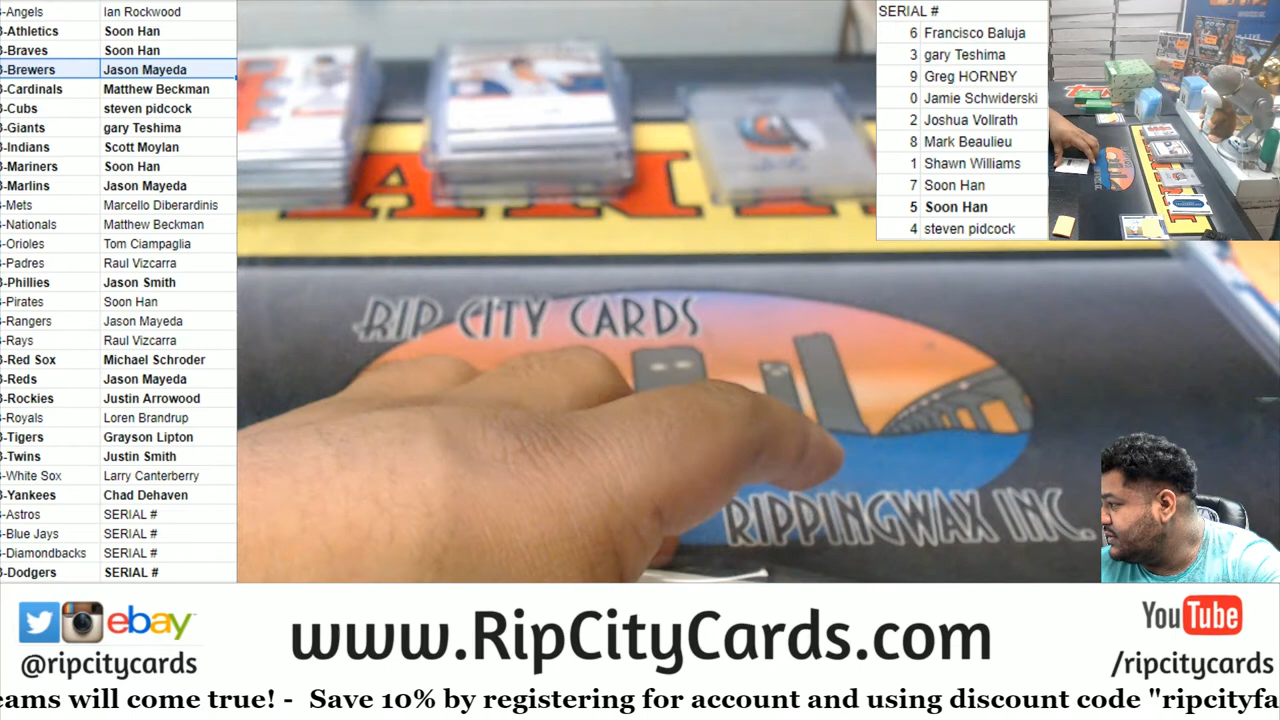 -Angels Ian Rockwood
-Athletics Soon Han
-Braves Soon Han
-Brewers Jason Mayeda
-Cardinals Matthew Beckman
-Cubs steven pidcock
-Giants gary Teshima
-Indians Scott Moylan
-Mariners Soon Han
-Marlins Jason Mayeda
-Mets Marcello Diberardinis
-Nationals Matthew Beckman
-Orioles Tom Ciampaglia
-Padres Raul Vizcarra
-Phillies Jason Smith
-Pirates Soon Han
-Rangers Jason Mayeda
-Rays Raul Vizcarra
-Red Sox Michael Schroder
-Reds Jason Mayeda
-Rockies Justin Arrowood
-Royals Loren Brandrup
-Tigers Grayson Lipton
-Twins Justin Smith
-White Sox Larry Canterberry
-Yankees Chad Dehaven
-Astros SERIAL #
-Blue Jays SERIAL #
-Diamondbacks SERIAL #
-Dodgers SERIAL #
SERIAL #
6 Francisco Baluja
3 gary Teshima
9 Greg HORNBY
0 Jamie Schwiderski
2 Joshua Vollrath
8 Mark Beaulieu
1 Shawn Williams
7 Soon Han
5 Soon Han
4 steven pidcock
RIP CITY CARDS
RIPPINGWAX INC.
ebay
@ripcitycards
www.RipCityCards.com
YouTube
/ripcitycards
eams will come true! - Save 10% by registering for account and using discount code "ripcityfa